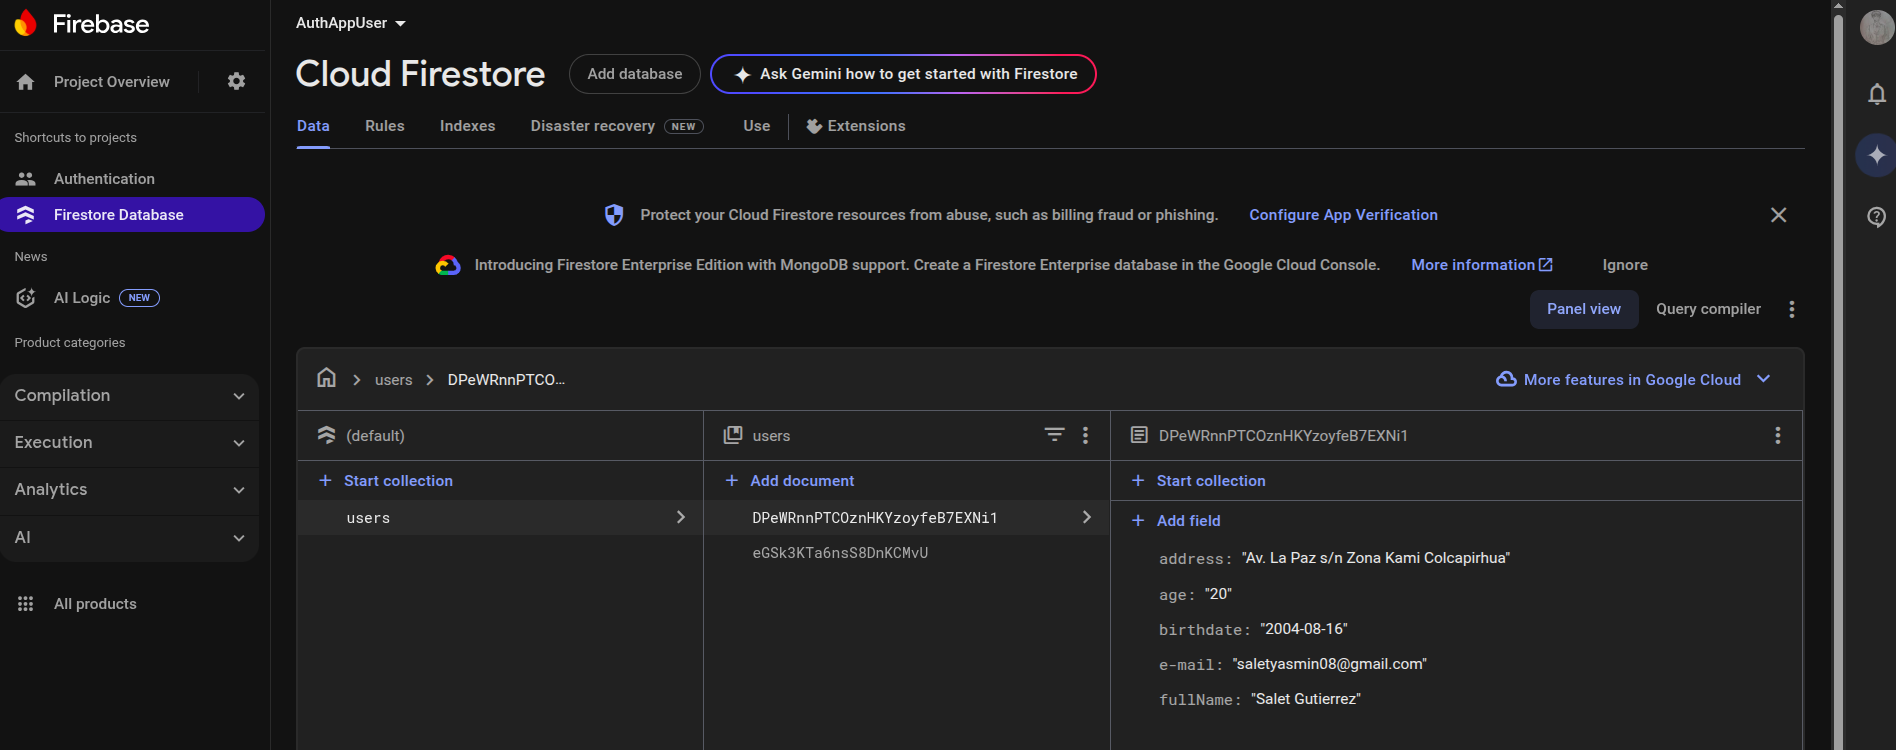 Firebase
Project Overview
Shortcuts to projects
Authentication
Firestore Database
News
AI Logic NEW
Product categories
Compilation
Execution
Analytics
AI
All products
AuthAppUser
Cloud Firestore
Add database
Ask Gemini how to get started with Firestore
Data Rules Indexes Disaster recovery NEW Use Extensions
Protect your Cloud Firestore resources from abuse, such as billing fraud or phishing. Configure App Verification
Introducing Firestore Enterprise Edition with MongoDB support. Create a Firestore Enterprise database in the Google Cloud Console. More information Ignore
Panel view Query compiler
users DPeWRnnPTCO...
More features in Google Cloud
(default)
Start collection
users
users
Add document
DPeWRnnPTCOznHKYzoyfeB7EXNi1
eGSk3KTa6nsS8DnKCMvU
DPeWRnnPTCOznHKYzoyfeB7EXNi1
Start collection
Add field
address: "Av. La Paz s/n Zona Kami Colcapirhua"
age: "20"
birthdate: "2004-08-16"
e-mail: "saletyasmin08@gmail.com"
fullName: "Salet Gutierrez"